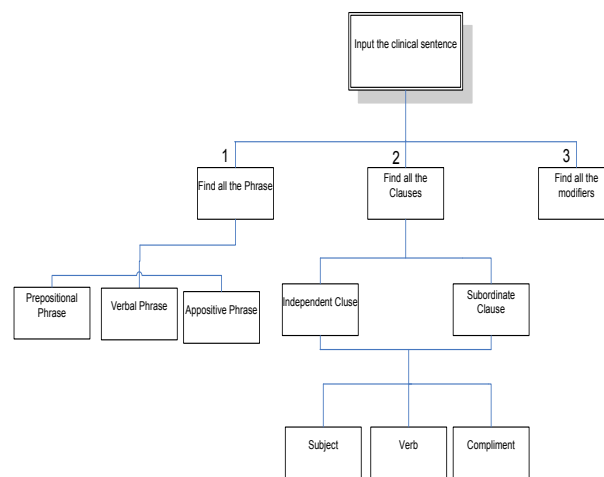 Input the clinical sentence
1
2
3
Find all the Phrase
Find all the
Clauses
Find all the
modifiers
Prepositional
Phrase
Verbal Phrase
Appositive Phrase
Independent Cluse
Subordinate
Clause
Subject
Verb
Compliment